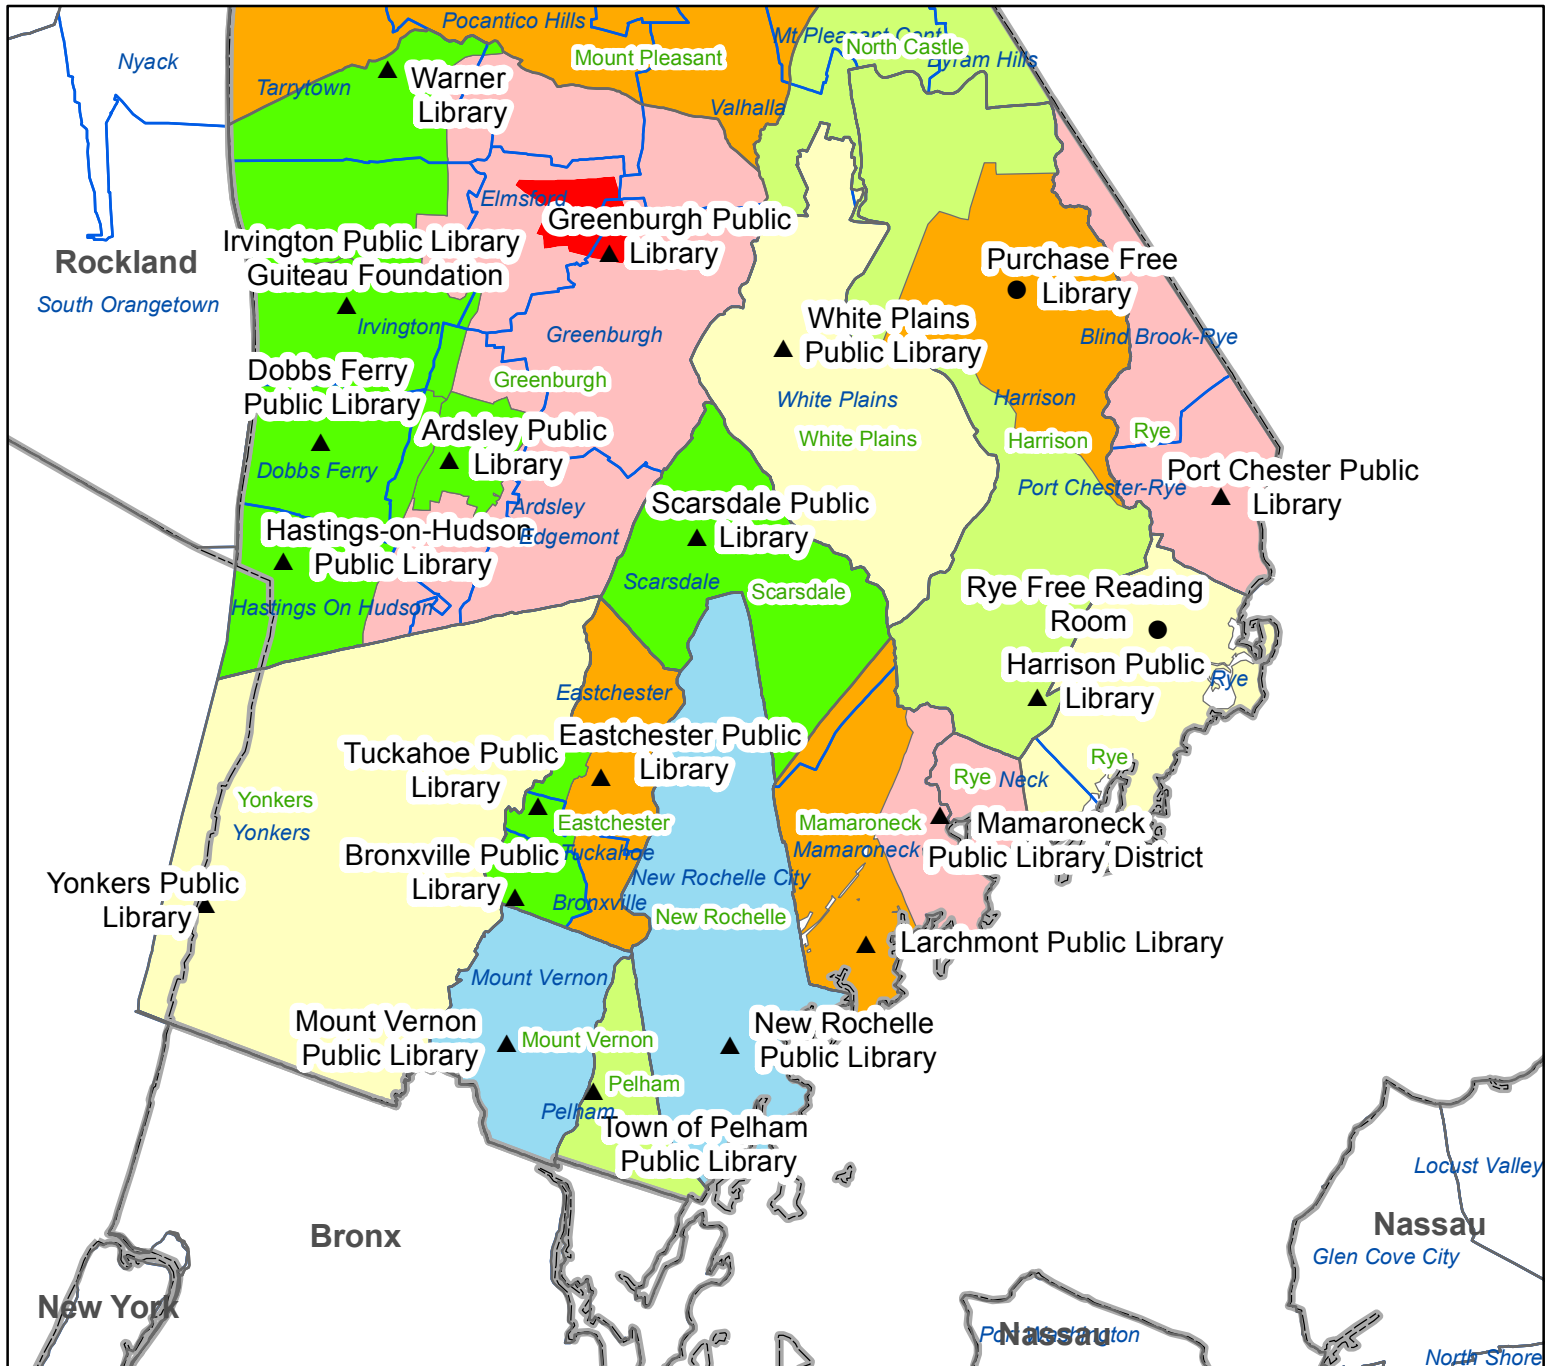 Pocantico Hills
Mt Pleasant Cent
North Castle
Byram Hills
Nyack
Mount Pleasant
Tarrytown
Warner
Library
Valhalla
Elmsford
Greenburgh Public
Library
Irvington Public Library
Guiteau Foundation
Rockland
South Orangetown
Irvington
Greenburgh
Purchase Free
Library
White Plains
Public Library
Blind Brook-Rye
Dobbs Ferry
Public Library
Greenburgh
White Plains
Harrison
Ardsley Public
Library
White Plains
Harrison
Rye
Dobbs Ferry
Port Chester Public
Library
Port Chester-Rye
Scarsdale Public
Library
Ardsley
Edgemont
Hastings-on-Hudson
Public Library
Scarsdale
Scarsdale
Rye Free Reading
Room
Hastings On Hudson
Harrison Public
Library
Rye
Eastchester
Eastchester Public
Library
Tuckahoe Public
Library
Rye
Rye
Neck
Yonkers
Yonkers
Eastchester
Mamaroneck
Mamaroneck
Public Library District
Tuckahoe
Mamaroneck
Bronxville Public
Library
New Rochelle City
Yonkers Public
Library
Bronxville
New Rochelle
Larchmont Public Library
Mount Vernon
Mount Vernon
Public Library
Mount Vernon
New Rochelle
Public Library
Pelham
Pelham
Town of Pelham
Public Library
Locust Valley
Bronx
Nassau
Glen Cove City
New York
Port Washington
Nassau
North Shore